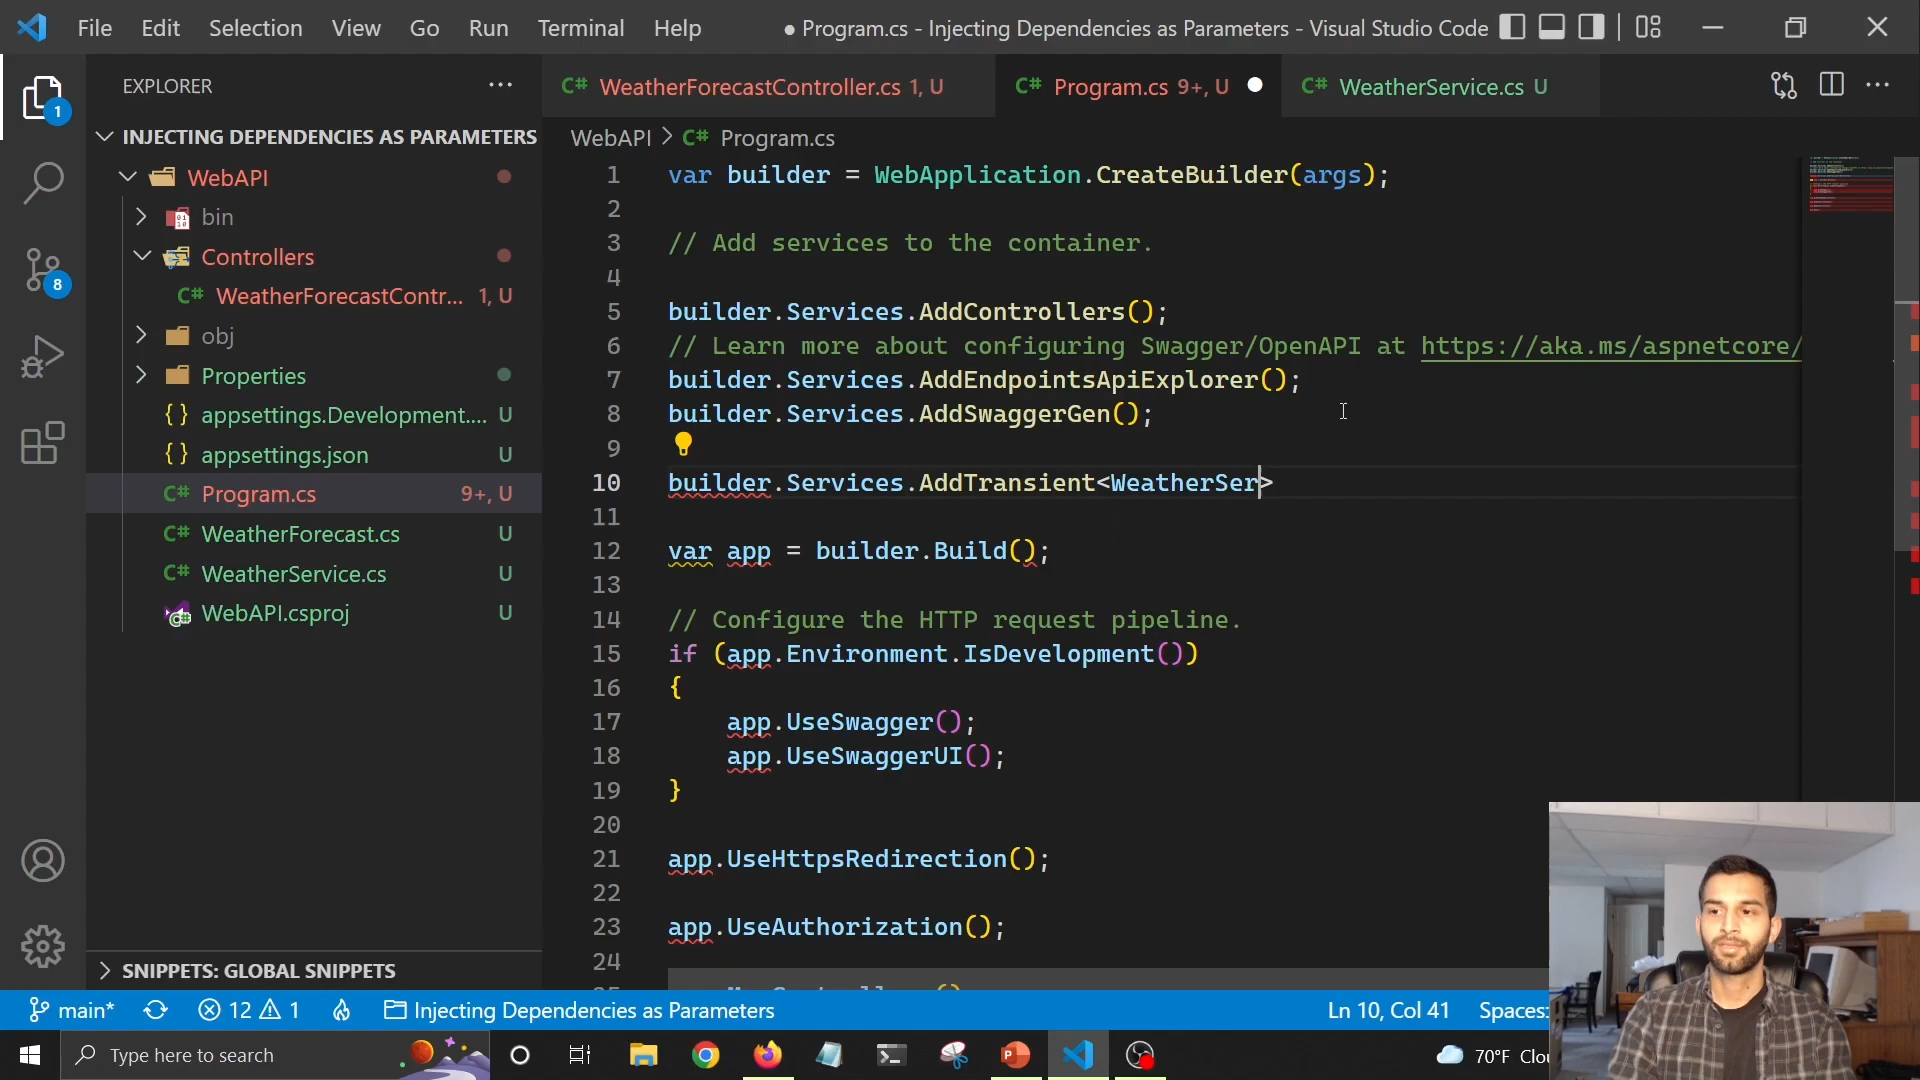 File Edit Selection View Go Run Terminal Help
● Program.cs - Injecting Dependencies as Parameters - Visual Studio Code
EXPLORER
INJECTING DEPENDENCIES AS PARAMETERS
WebAPI
bin
Controllers
C# WeatherForecastContr... 1, U
obj
Properties
{} appsettings.Development.... U
{} appsettings.json U
C# Program.cs 9+, U
C# WeatherForecast.cs U
C# WeatherService.cs U
WebAPI.csproj U
SNIPPETS: GLOBAL SNIPPETS
1
8
C# WeatherForecastController.cs 1, U
C# Program.cs 9+, U
C# WeatherService.cs U
WebAPI > C# Program.cs
1 var builder = WebApplication.CreateBuilder(args);
2
3 // Add services to the container.
4
5 builder.Services.AddControllers();
6 // Learn more about configuring Swagger/OpenAPI at https://aka.ms/aspnetcore/
7 builder.Services.AddEndpointsApiExplorer();
8 builder.Services.AddSwaggerGen();
9
10 builder.Services.AddTransient<WeatherSer>
11
12 var app = builder.Build();
13
14 // Configure the HTTP request pipeline.
15 if (app.Environment.IsDevelopment())
16 {
17 app.UseSwagger();
18 app.UseSwaggerUI();
19 }
20
21 app.UseHttpsRedirection();
22
23 app.UseAuthorization();
24
main* 12 1 Injecting Dependencies as Parameters Ln 10, Col 41 Spaces:
Type here to search
70°F Clou